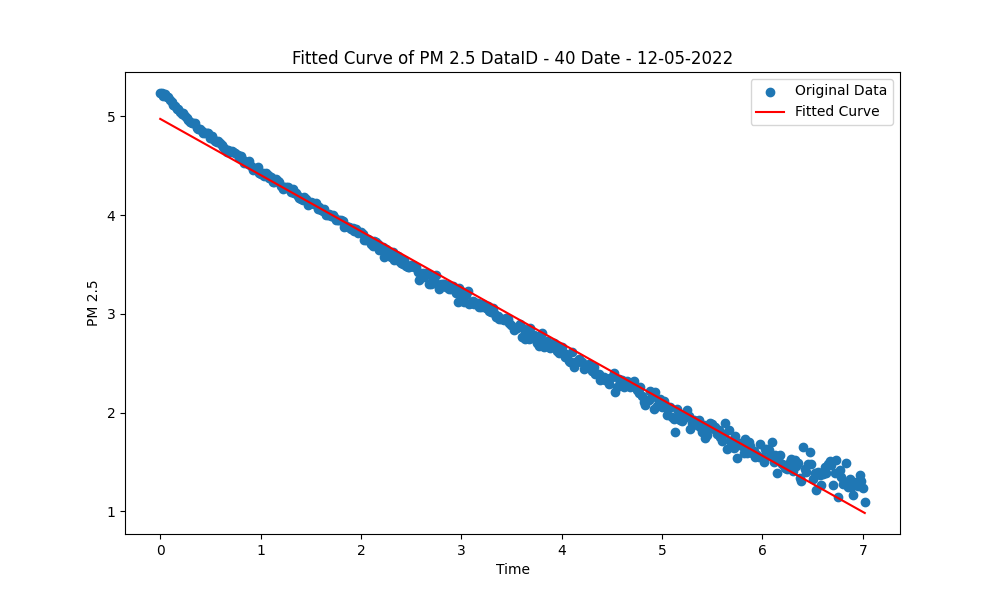 Fitted Curve of PM 2.5 DataID - 40 Date - 12-05-2022
Original Data
Fitted Curve
PM 2.5
5
4
3
2
1
0 1 2 3 4 5 6 7
Time